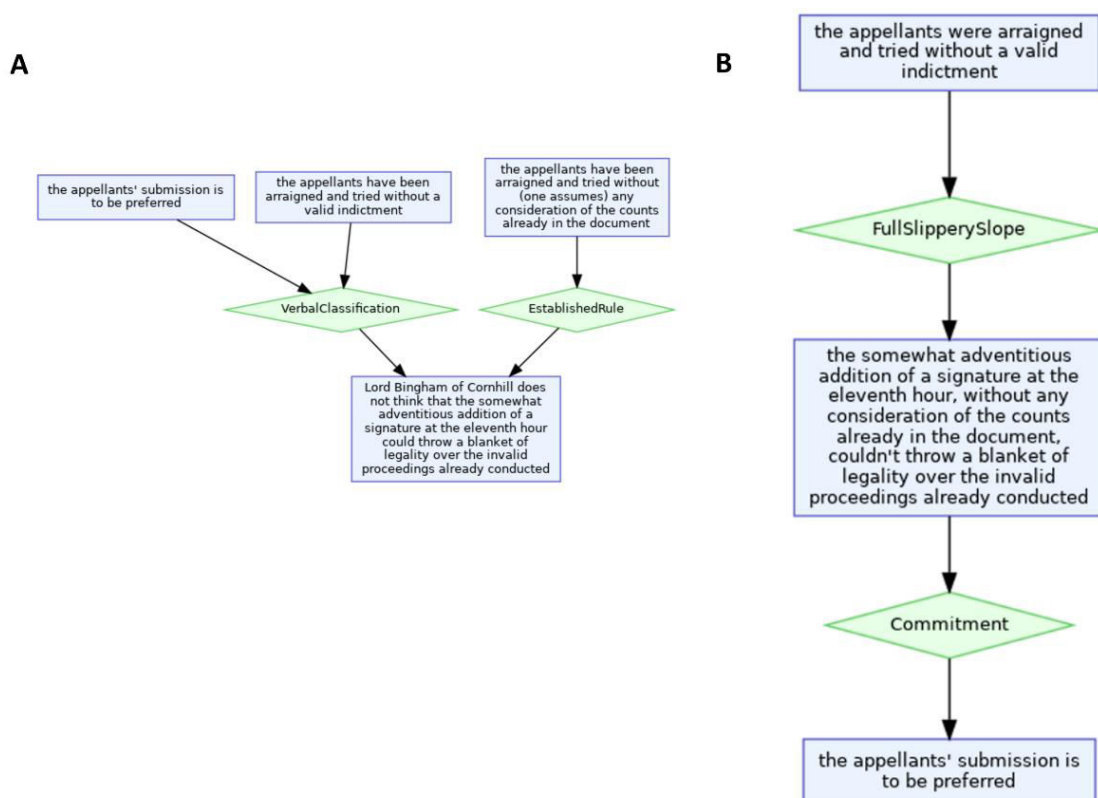 A
the appellants' submission is
to be preferred
the appellants have been
arraigned and tried without a
valid indictment
the appellants have been
arraigned and tried without
(one assumes) any
consideration of the counts
already in the document
VerbalClassification
EstablishedRule
Lord Bingham of Cornhill does
not think that the somewhat
adventitious addition of a
signature at the eleventh hour
could throw a blanket of
legality over the invalid
proceedings already conducted
B
the appellants were arraigned
and tried without a valid
indictment
FullSlipperySlope
the somewhat adventitious
addition of a signature at the
eleventh hour, without any
consideration of the counts
already in the document,
couldn't throw a blanket of
legality over the invalid
proceedings already conducted
Commitment
the appellants' submission is
to be preferred